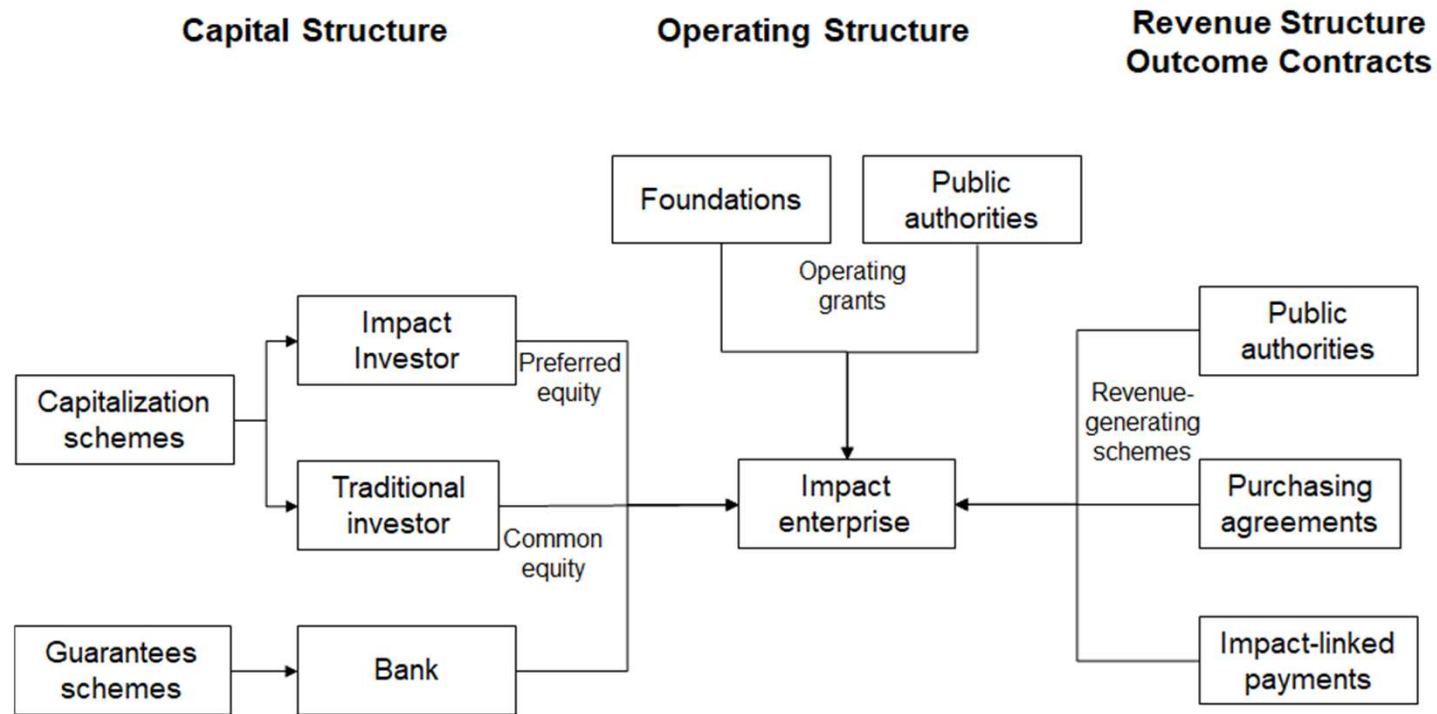 Capital Structure
Operating Structure
Revenue Structure
Outcome Contracts
Foundations
Public
authorities
Operating
grants
Impact
Investor
Preferred
equity
Public
authorities
Capitalization
schemes
Revenue-
generating
schemes
Traditional
investor
Common
equity
Impact
enterprise
Purchasing
agreements
Guarantees
schemes
Bank
Impact-linked
payments